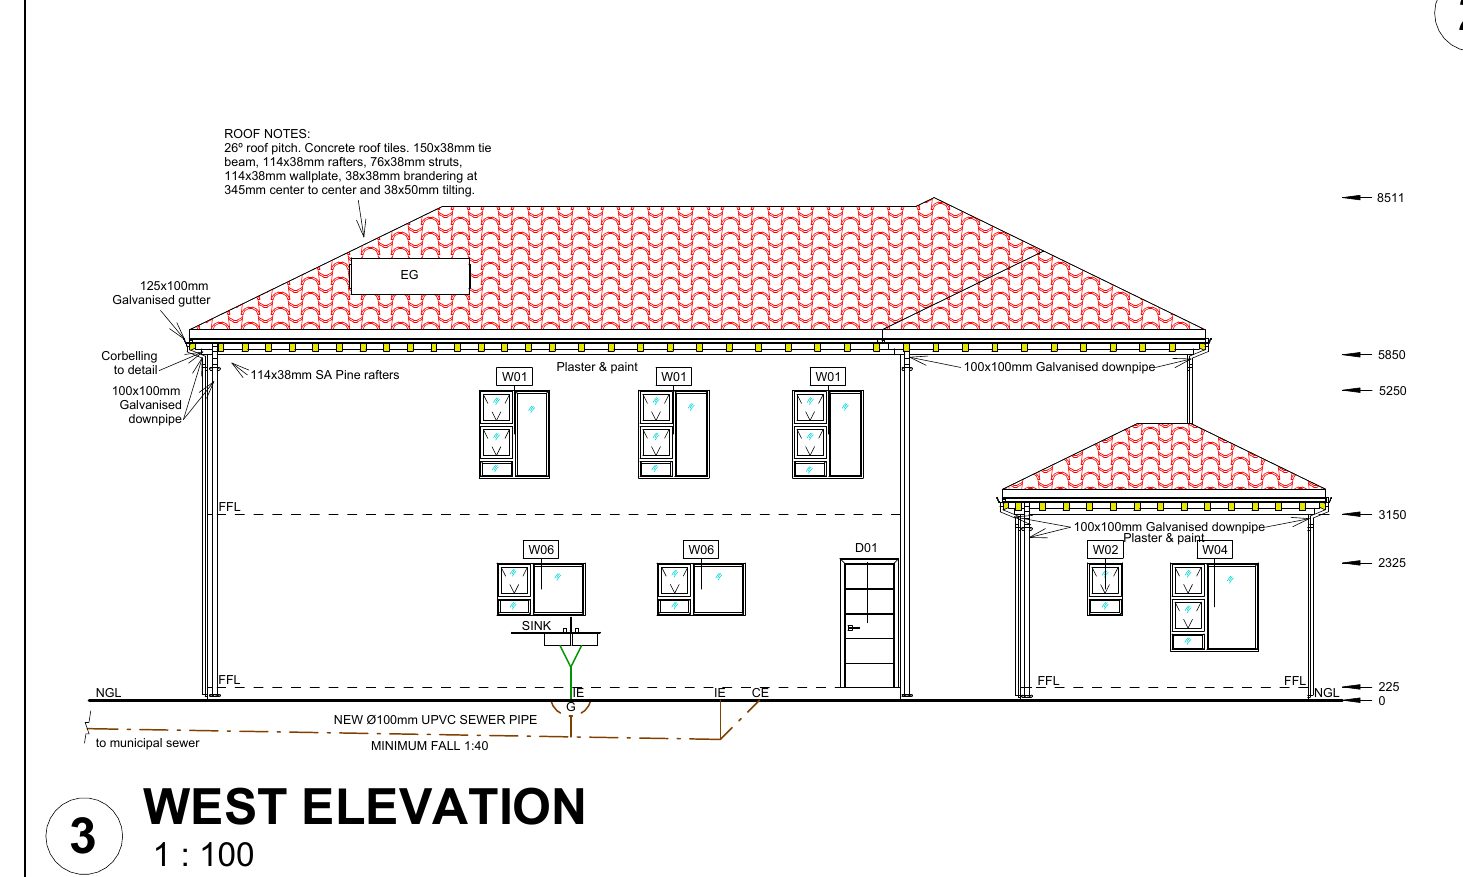 ROOF NOTES:
26º roof pitch. Concrete roof tiles. 150x38mm tie
beam, 114x38mm rafters, 76x38mm struts,
114x38mm wallplate, 38x38mm brandering at
345mm center to center and 38x50mm tilting.
8511
EG
125x100mm
Galvanised gutter
Corbelling
to detail
114x38mm SA Pine rafters
Plaster & paint
100x100mm Galvanised downpipe
5850
100x100mm
Galvanised
downpipe
W01
W01
W01
5250
FFL
3150
100x100mm Galvanised downpipe
Plaster & paint
W06
W06
D01
W02
W04
2325
SINK
FFL
FFL
FFL
225
NGL
IE
IE
CE
NGL
0
G
NEW Ø100mm UPVC SEWER PIPE
to municipal sewer
MINIMUM FALL 1:40
3
WEST ELEVATION
1 : 100